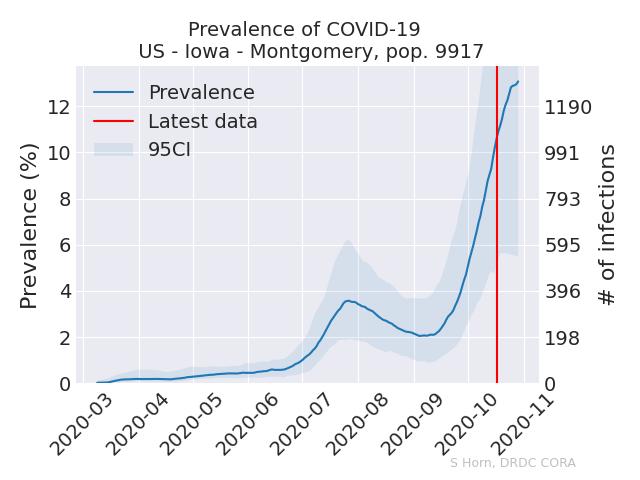 Prevalence of COVID-19
US - Iowa - Montgomery, pop. 9917
Prevalence
Latest data
95CI
Prevalence (%)
12
10
8
6
4
2
0
1190
991
793
595
396
198
0
# of infections
2020-03
2020-04
2020-05
2020-06
2020-07
2020-08
2020-09
2020-10
2020-11
S Horn, DRDC CORA